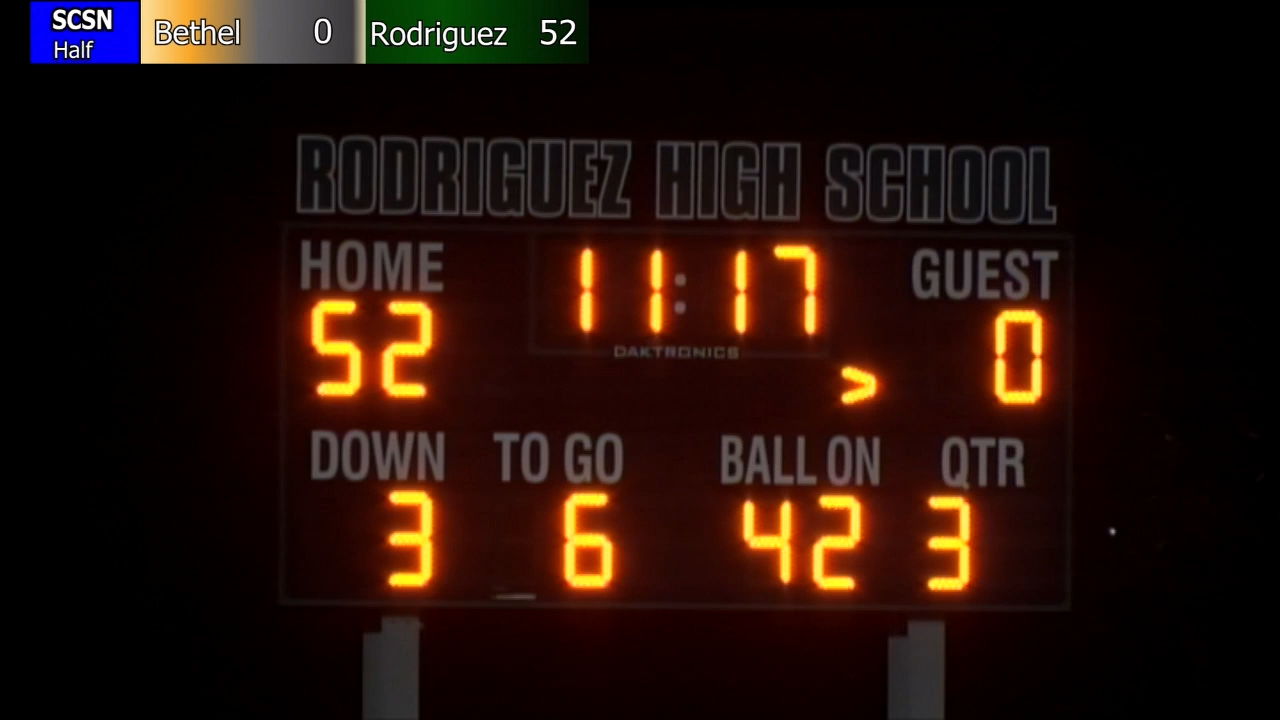 SCSN Bethel 0 Rodriguez 52
Half
RODRIGUEZ HIGH SCHOOL
HOME 11:17 GUEST
DAKTRONICS
52 > 0
DOWN TO GO BALL ON QTR
3 6 42 3